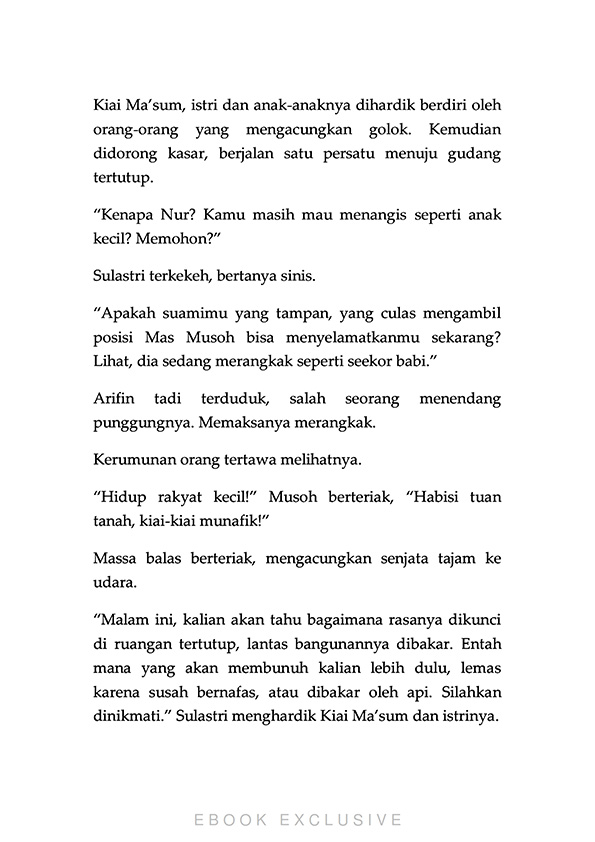 Kiai Ma’sum, istri dan anak-anaknya dihardik berdiri oleh
orang-orang yang mengacungkan golok. Kemudian
didorong kasar, berjalan satu persatu menuju gudang
tertutup.
“Kenapa Nur? Kamu masih mau menangis seperti anak
kecil? Memohon?”
Sulastri terkekeh, bertanya sinis.
“Apakah suamimu yang tampan, yang culas mengambil
posisi Mas Musoh bisa menyelamatkanmu sekarang?
Lihat, dia sedang merangkak seperti seekor babi.”
Arifin tadi terduduk, salah seorang menendang
punggungnya. Memaksanya merangkak.
Kerumunan orang tertawa melihatnya.
“Hidup rakyat kecil!” Musoh berteriak, “Habisi tuan
tanah, kiai-kiai munafik!”
Massa balas berteriak, mengacungkan senjata tajam ke
udara.
“Malam ini, kalian akan tahu bagaimana rasanya dikunci
di ruangan tertutup, lantas bangunannya dibakar. Entah
mana yang akan membunuh kalian lebih dulu, lemas
karena susah bernafas, atau dibakar oleh api. Silahkan
dinikmati.” Sulastri menghardik Kiai Ma’sum dan istrinya.
EBOOK EXCLUSIVE